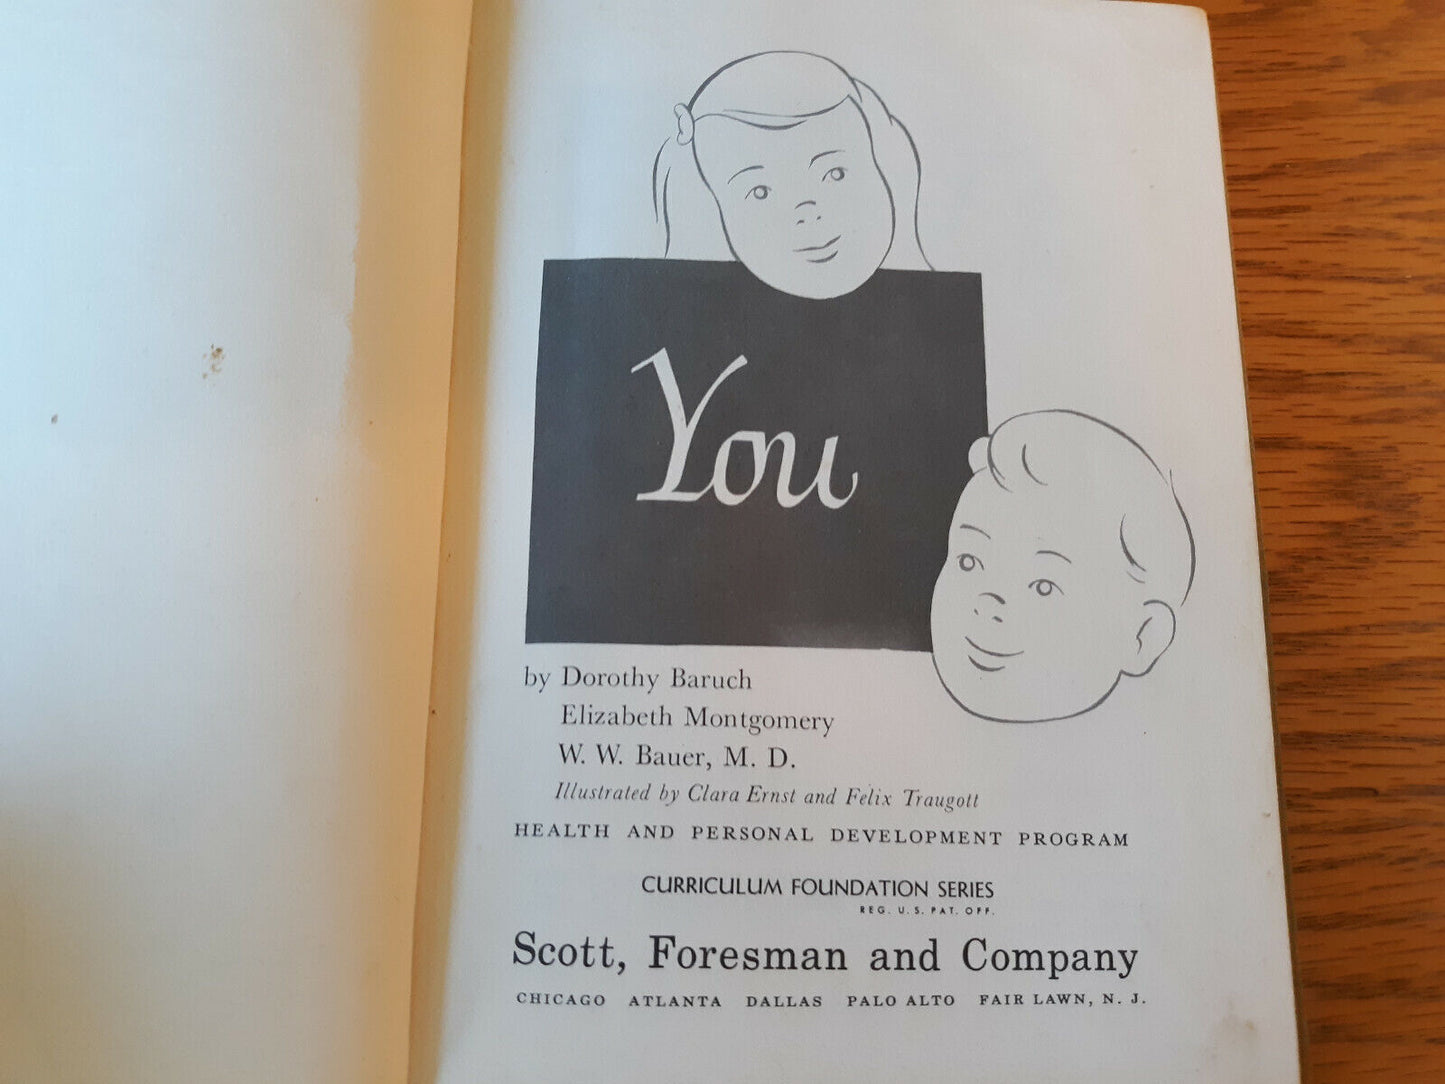 You
by Dorothy Baruch
Elizabeth Montgomery
W. W. Bauer, M. D.
Illustrated by Clara Ernst and Felix Traugott
HEALTH AND PERSONAL DEVELOPMENT PROGRAM
CURRICULUM FOUNDATION SERIES
REG. U. S. PAT. OFF.
Scott, Foresman and Company
CHICAGO ATLANTA DALLAS PALO ALTO FAIR LAWN, N. J.